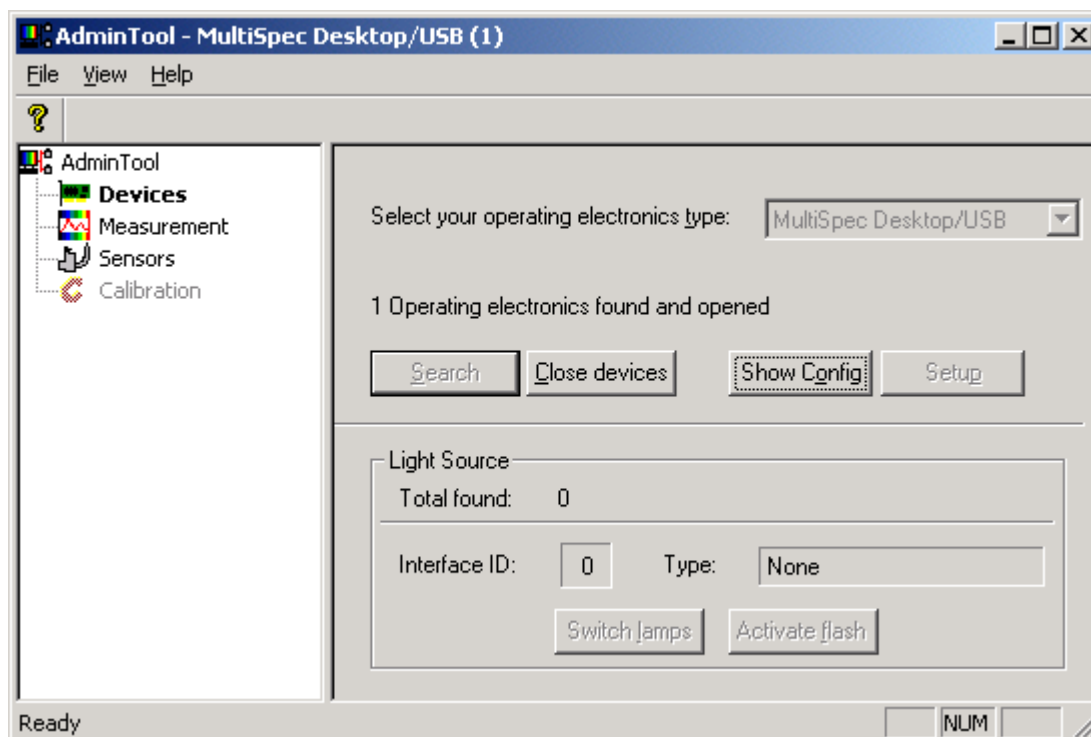 AdminTool - MultiSpec Desktop/USB (1)
File View Help
AdminTool
Devices
Measurement
Sensors
Calibration
Select your operating electronics type: MultiSpec Desktop/USB
1 Operating electronics found and opened
Search Close devices Show Config Setup
Light Source
Total found: 0
Interface ID: 0 Type: None
Switch lamps Activate flash
Ready NUM